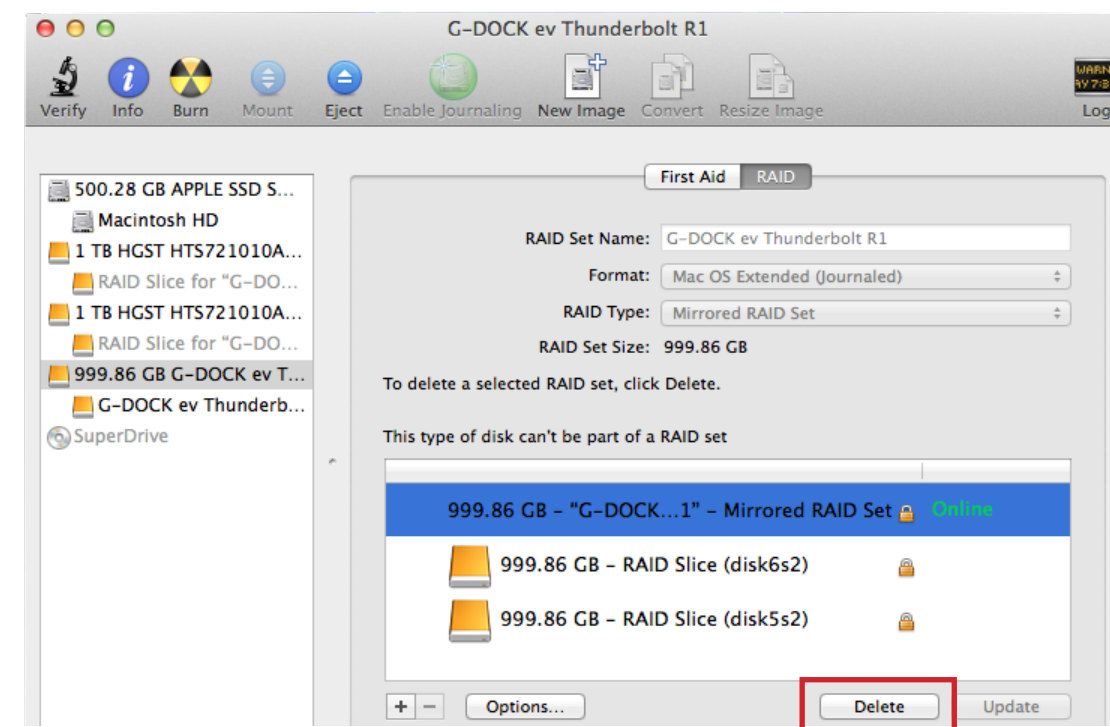 G-DOCK ev Thunderbolt R1
Verify Info Burn Mount Eject Enable Journaling New Image Convert Resize Image Log
WARN
First Aid RAID
500.28 GB APPLE SSD S...
Macintosh HD
1 TB HGST HTS721010A...
RAID Slice for "G-DO...
1 TB HGST HTS721010A...
RAID Slice for "G-DO...
999.86 GB G-DOCK ev T...
G-DOCK ev Thunderb...
SuperDrive
RAID Set Name: G-DOCK ev Thunderbolt R1
Format: Mac OS Extended (Journaled)
RAID Type: Mirrored RAID Set
RAID Set Size: 999.86 GB
To delete a selected RAID set, click Delete.
This type of disk can't be part of a RAID set
999.86 GB - "G-DOCK...1" - Mirrored RAID Set Online
999.86 GB - RAID Slice (disk6s2)
999.86 GB - RAID Slice (disk5s2)
+ - Options... Delete Update